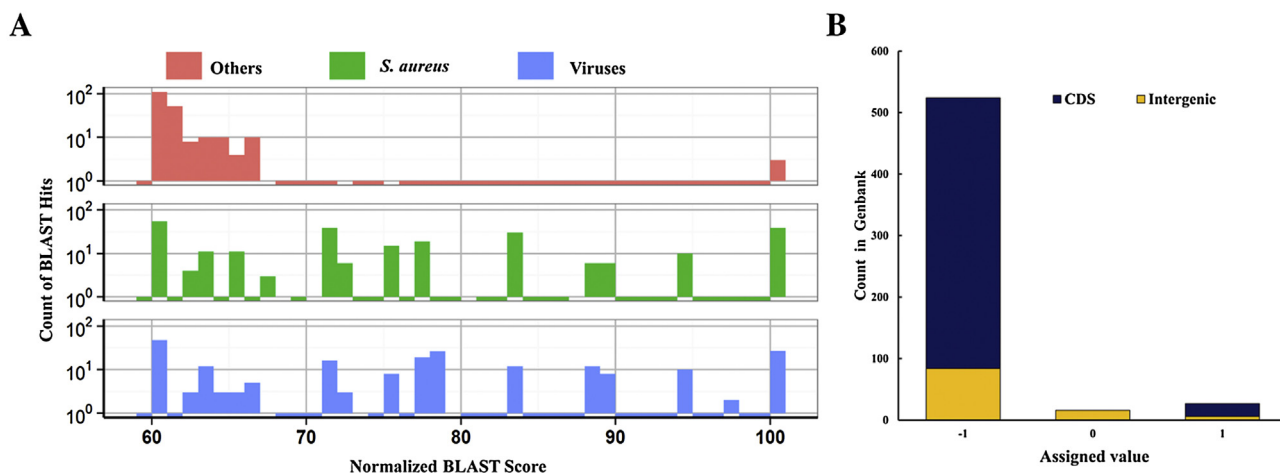 A
Others S. aureus Viruses
Count of BLAST Hits
10²
10¹
10⁰
10²
10¹
10⁰
10²
10¹
10⁰
60 70 80 90 100
Normalized BLAST Score
B
CDS Intergenic
Count in Genbank
600
500
400
300
200
100
0
-1 0 1
Assigned value